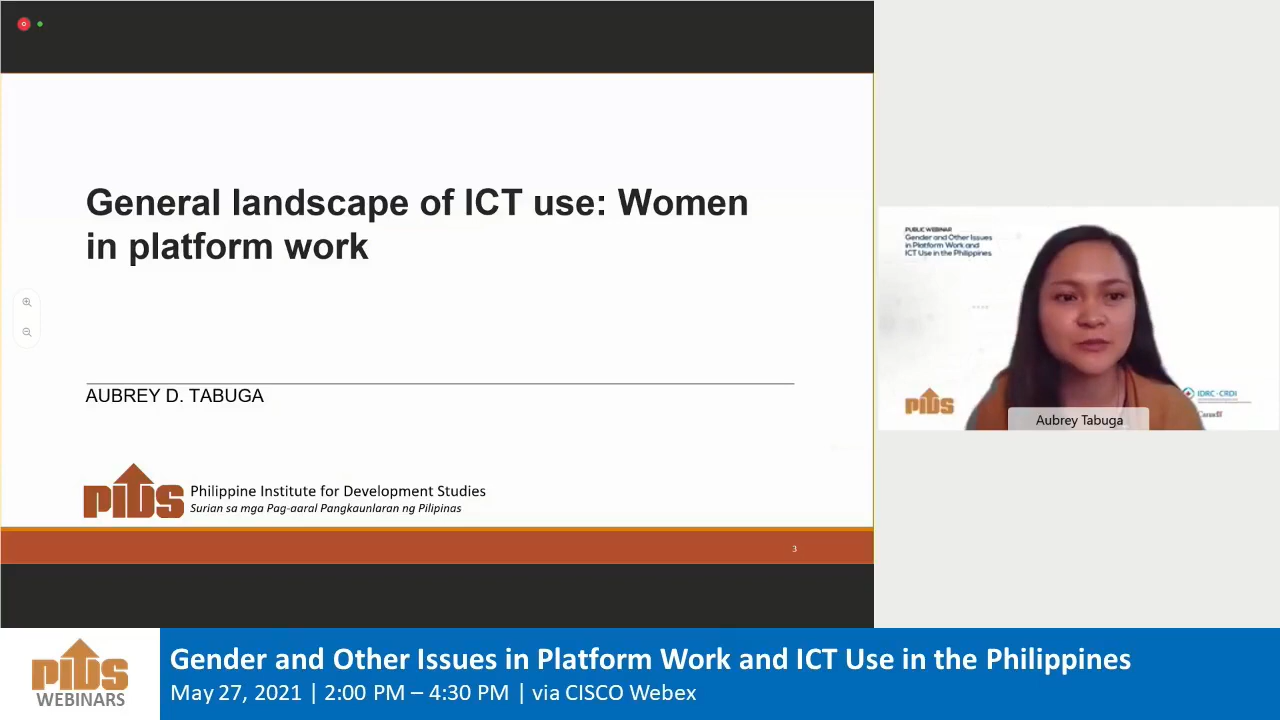 General landscape of ICT use: Women
in platform work
AUBREY D. TABUGA
PIDS
Philippine Institute for Development Studies
Surian sa mga Pag-aaral Pangkaunlaran ng Pilipinas
3
PUBLIC WEBINAR
Gender and Other Issues
in Platform Work and
ICT Use in the Philippines
PIDS
IDRC · CRDI
Canada
Aubrey Tabuga
PIDS
WEBINARS
Gender and Other Issues in Platform Work and ICT Use in the Philippines
May 27, 2021 | 2:00 PM – 4:30 PM | via CISCO Webex